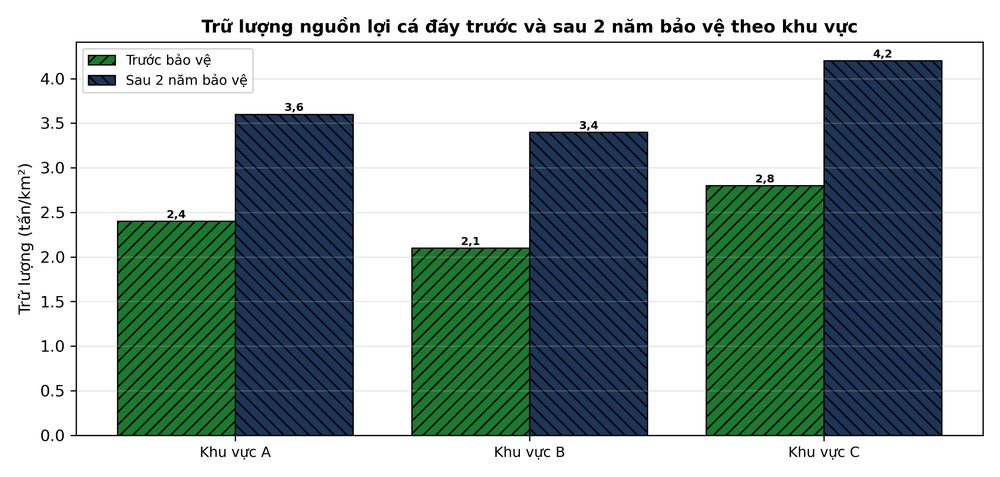 Trữ lượng nguồn lợi cá đáy trước và sau 2 năm bảo vệ theo khu vực
Trước bảo vệ
Sau 2 năm bảo vệ
Trữ lượng (tấn/km²)
4.0
3.5
3.0
2.5
2.0
1.5
1.0
0.5
0.0
2,4
3,6
2,1
3,4
2,8
4,2
Khu vực A
Khu vực B
Khu vực C